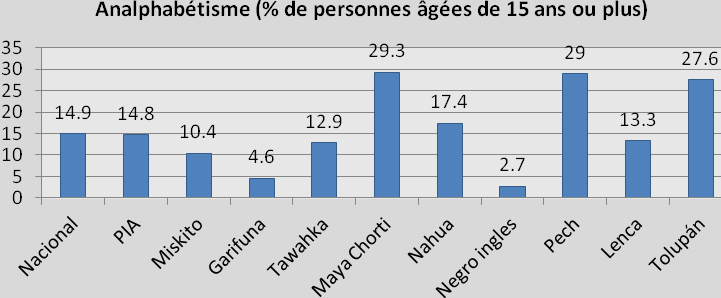 Analphabétisme (% de personnes âgées de 15 ans ou plus)
35
30
25
20
15
10
5
0
14.9
14.8
10.4
4.6
12.9
29.3
17.4
2.7
29
13.3
27.6
Nacional
PIA
Miskito
Garifuna
Tawahka
Maya Chorti
Nahua
Negro ingles
Pech
Lenca
Tolupán